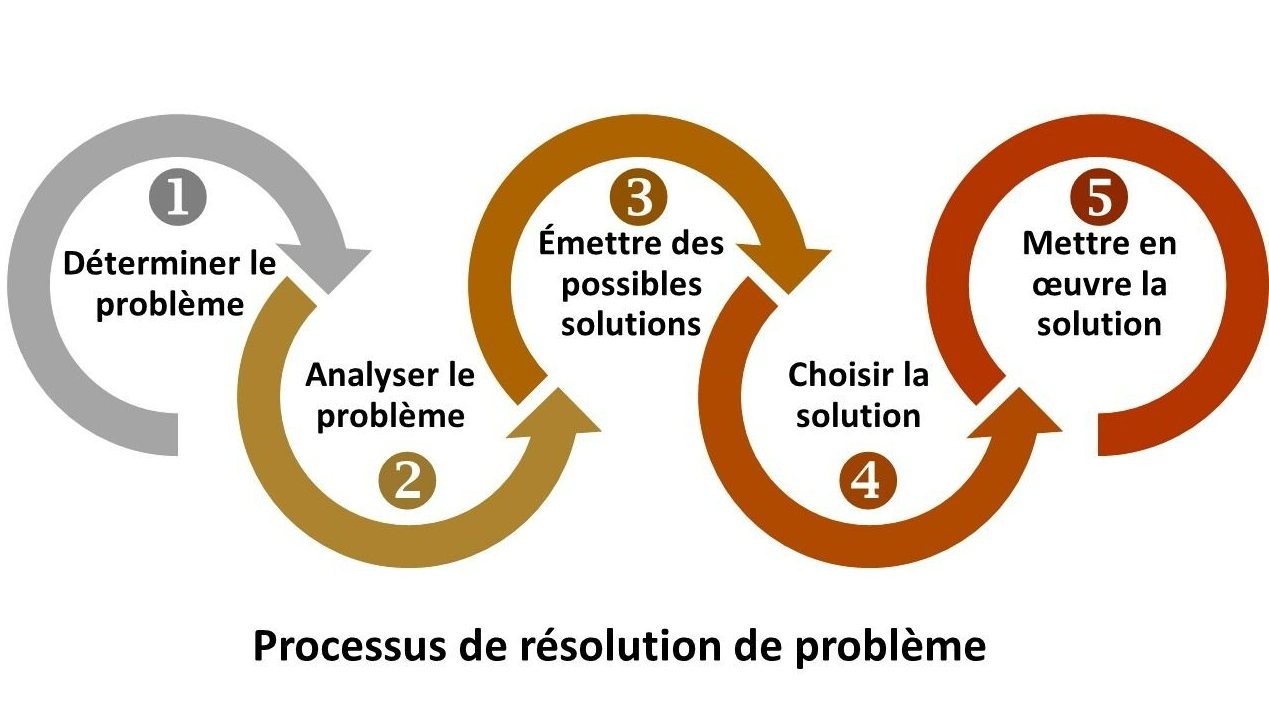 1
Déterminer le
problème
Analyser le
problème
2
3
Émettre des
possibles
solutions
Choisir la
solution
4
5
Mettre en
œuvre la
solution
Processus de résolution de problème